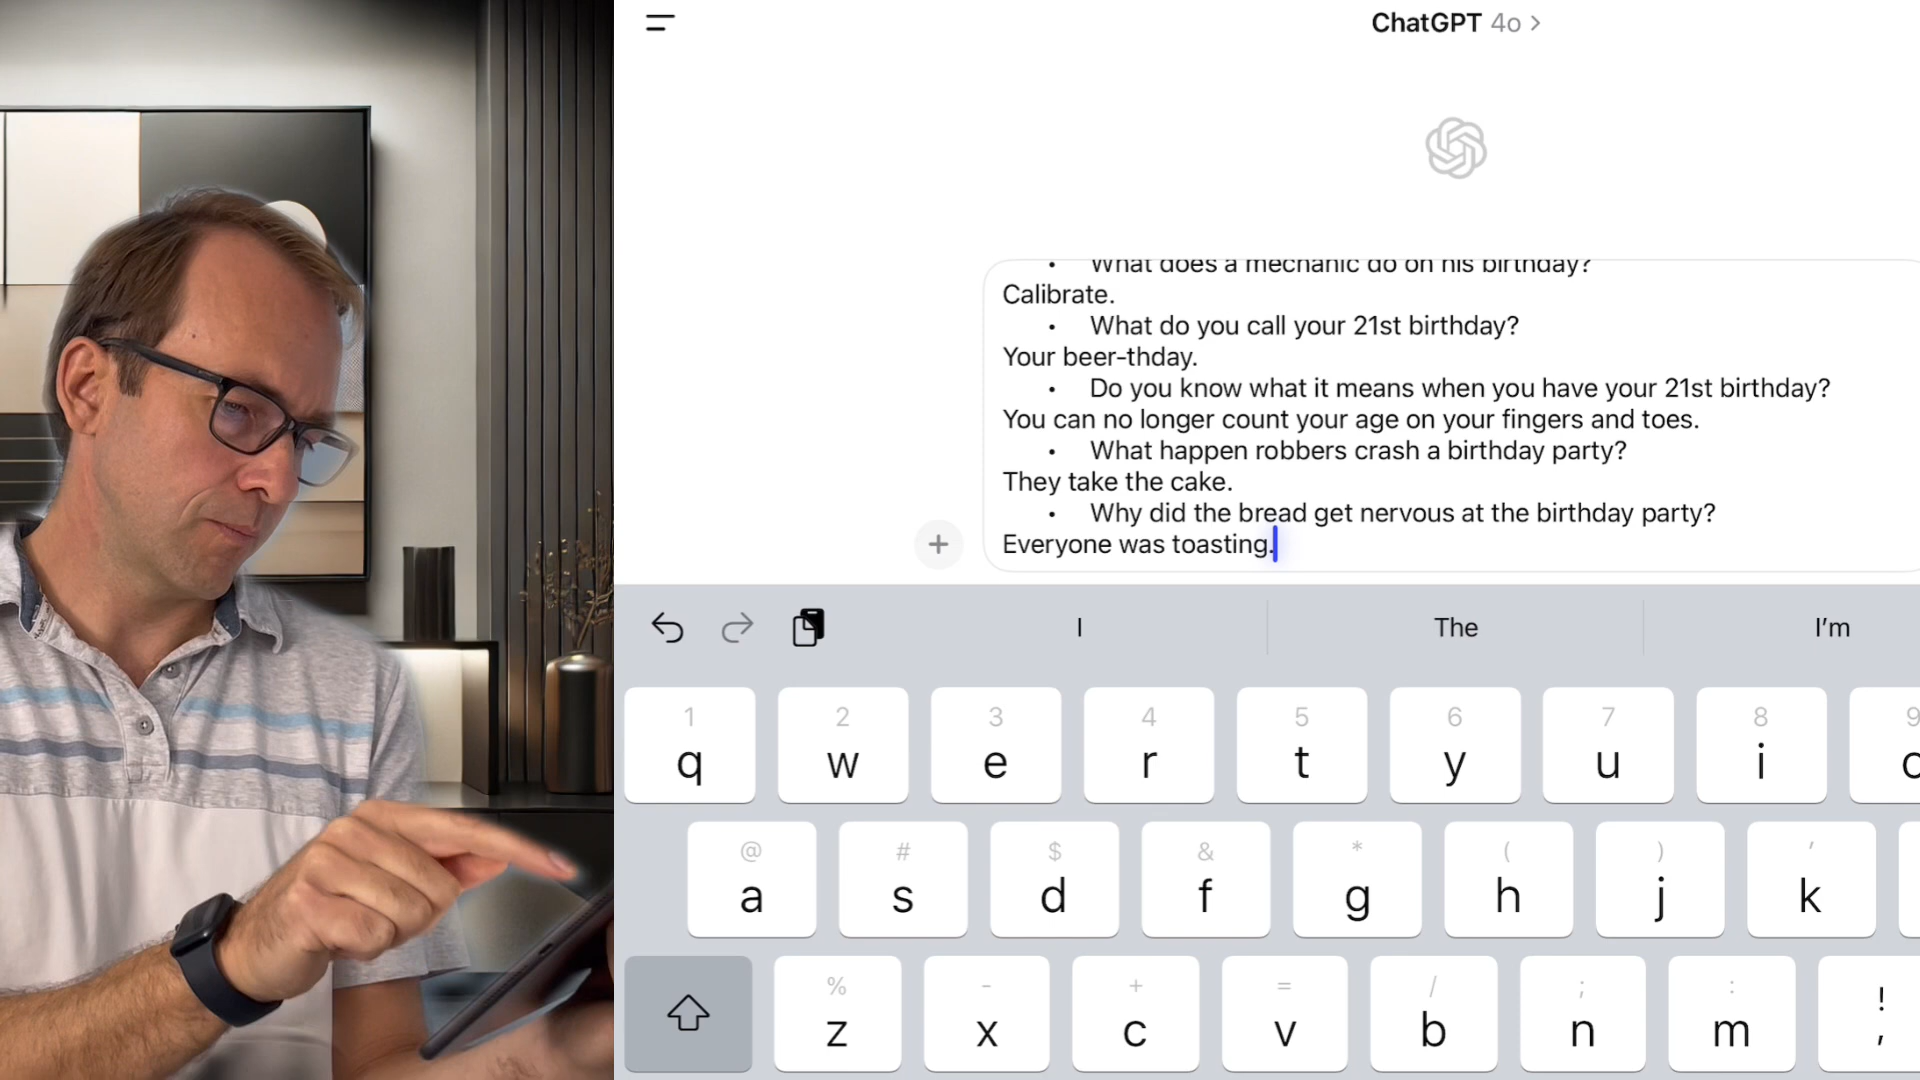 ChatGPT 4o >
• What does a mechanic do on his birthday?
Calibrate.
• What do you call your 21st birthday?
Your beer-thday.
• Do you know what it means when you have your 21st birthday?
You can no longer count your age on your fingers and toes.
• What happen robbers crash a birthday party?
They take the cake.
• Why did the bread get nervous at the birthday party?
Everyone was toasting.
+
I The I'm
1 2 3 4 5 6 7 8 9
q w e r t y u i
@ # $ & * ( ) '
a s d f g h j k
% - + = / ; : !
z x c v b n m ,